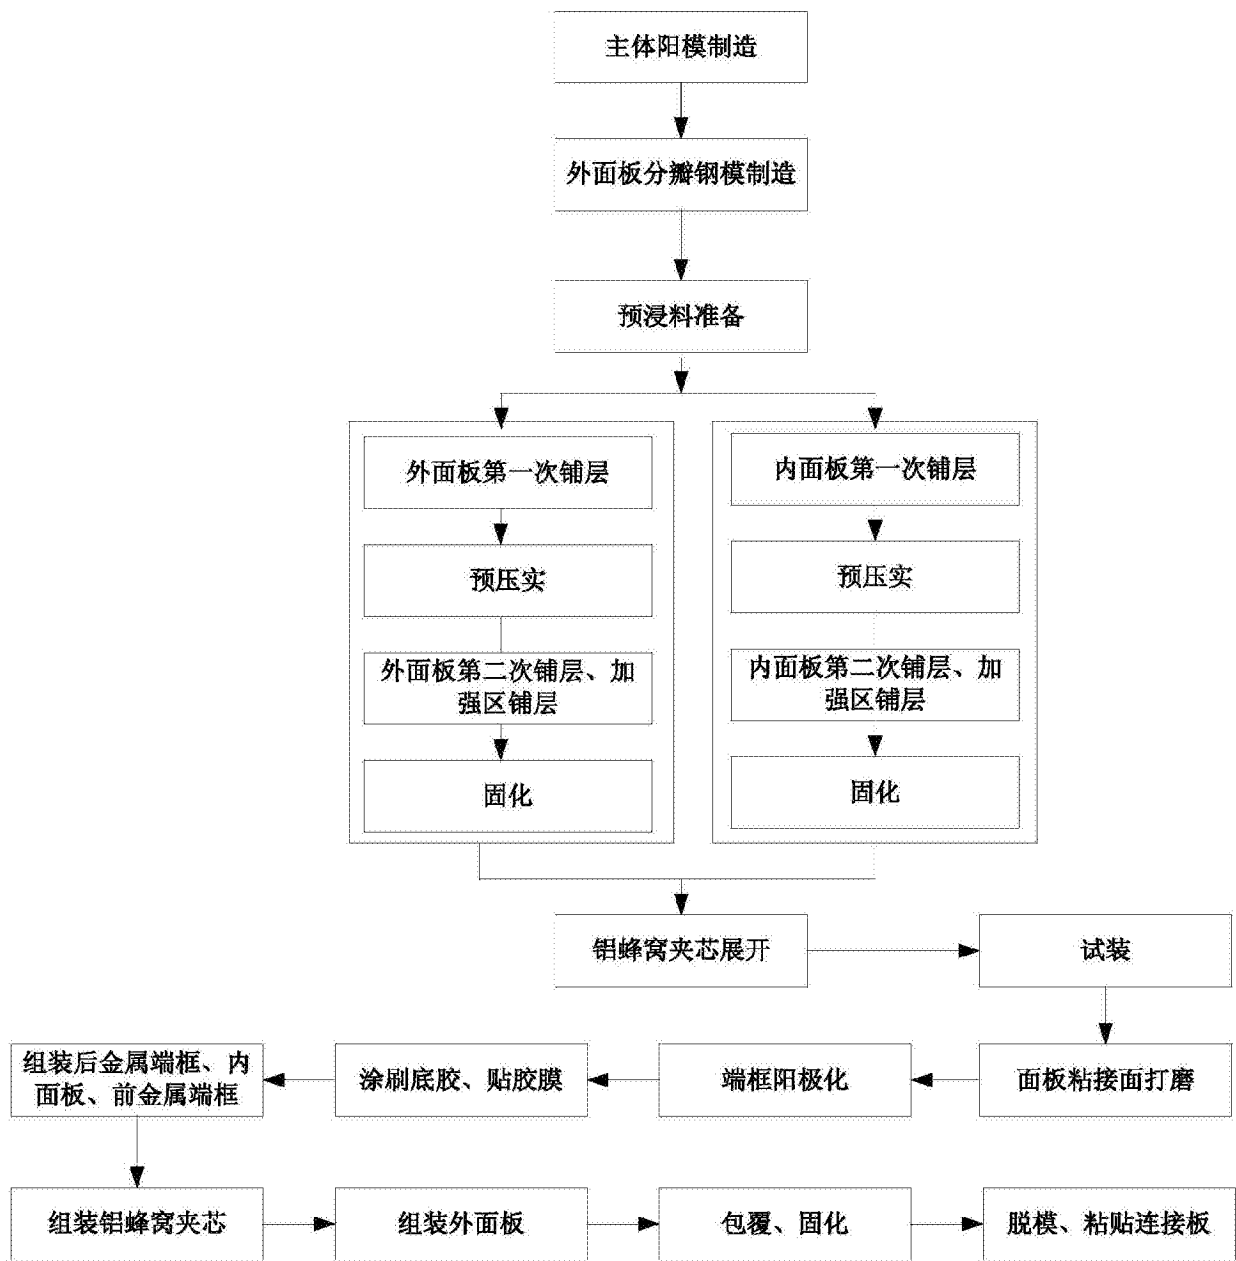 主体阳模制造
外面板分瓣钢模制造
预浸料准备
外面板第一次铺层
预压实
外面板第二次铺层、加
强区铺层
固化
内面板第一次铺层
预压实
内面板第二次铺层、加
强区铺层
固化
铝蜂窝夹芯展开
试装
面板粘接面打磨
端框阳极化
涂刷底胶、贴胶膜
组装后金属端框、内
面板、前金属端框
组装铝蜂窝夹芯
组装外面板
包覆、固化
脱模、粘贴连接板